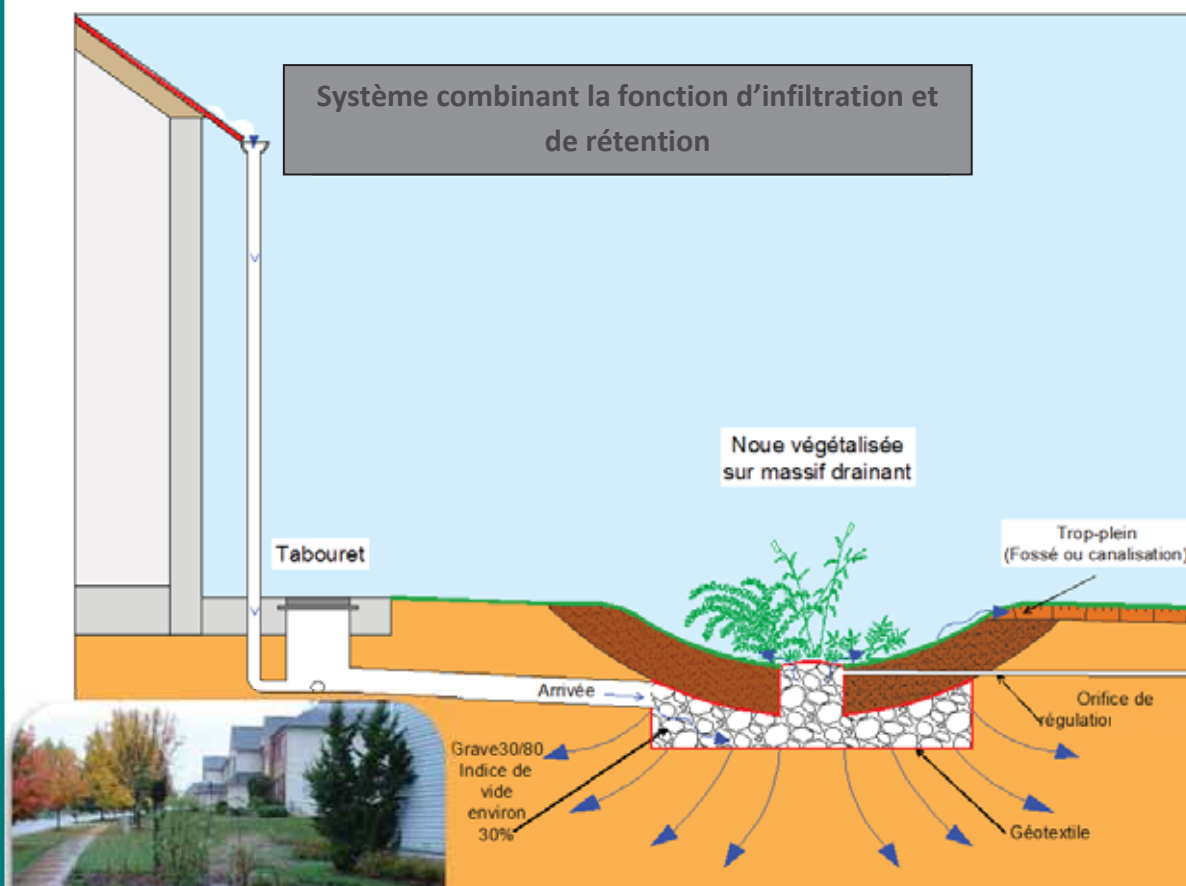 Système combinant la fonction d'infiltration et
de rétention
Noue végétalisée
sur massif drainant
Trop-plein
(Fossé ou canalisation)
Tabouret
Arrivée
Orifice de
régulation
Grave30/80
Indice de
vide
environ
30%
Géotextile